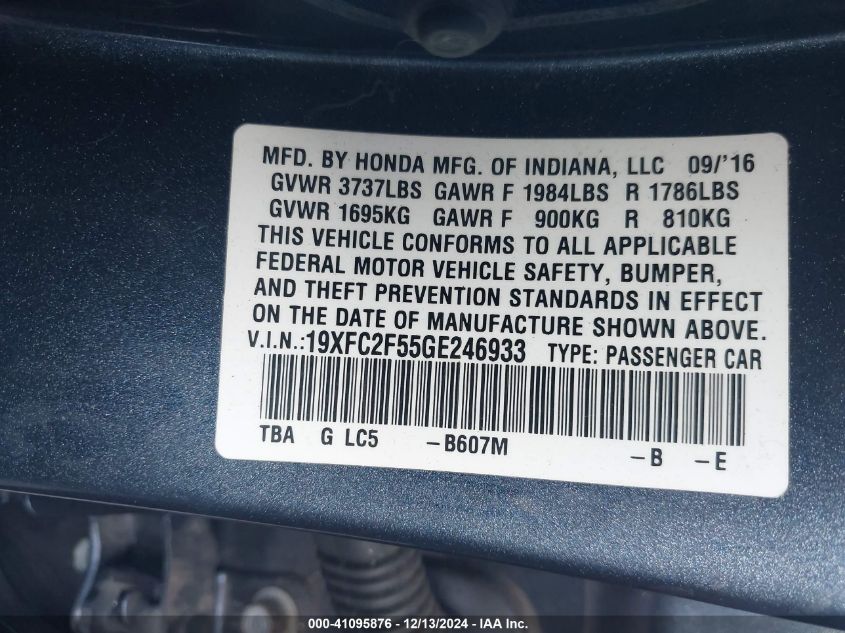 MFD. BY HONDA MFG. OF INDIANA, LLC 09/'16
GVWR 3737LBS GAWR F 1984LBS R 1786LBS
GVWR 1695KG GAWR F 900KG R 810KG
THIS VEHICLE CONFORMS TO ALL APPLICABLE
FEDERAL MOTOR VEHICLE SAFETY, BUMPER,
AND THEFT PREVENTION STANDARDS IN EFFECT
ON THE DATE OF MANUFACTURE SHOWN ABOVE.
V.I.N.:19XFC2F55GE246933 TYPE: PASSENGER CAR
TBA G LC5 -B607M -B -E
000-41095876 - 12/13/2024 - IAA Inc.